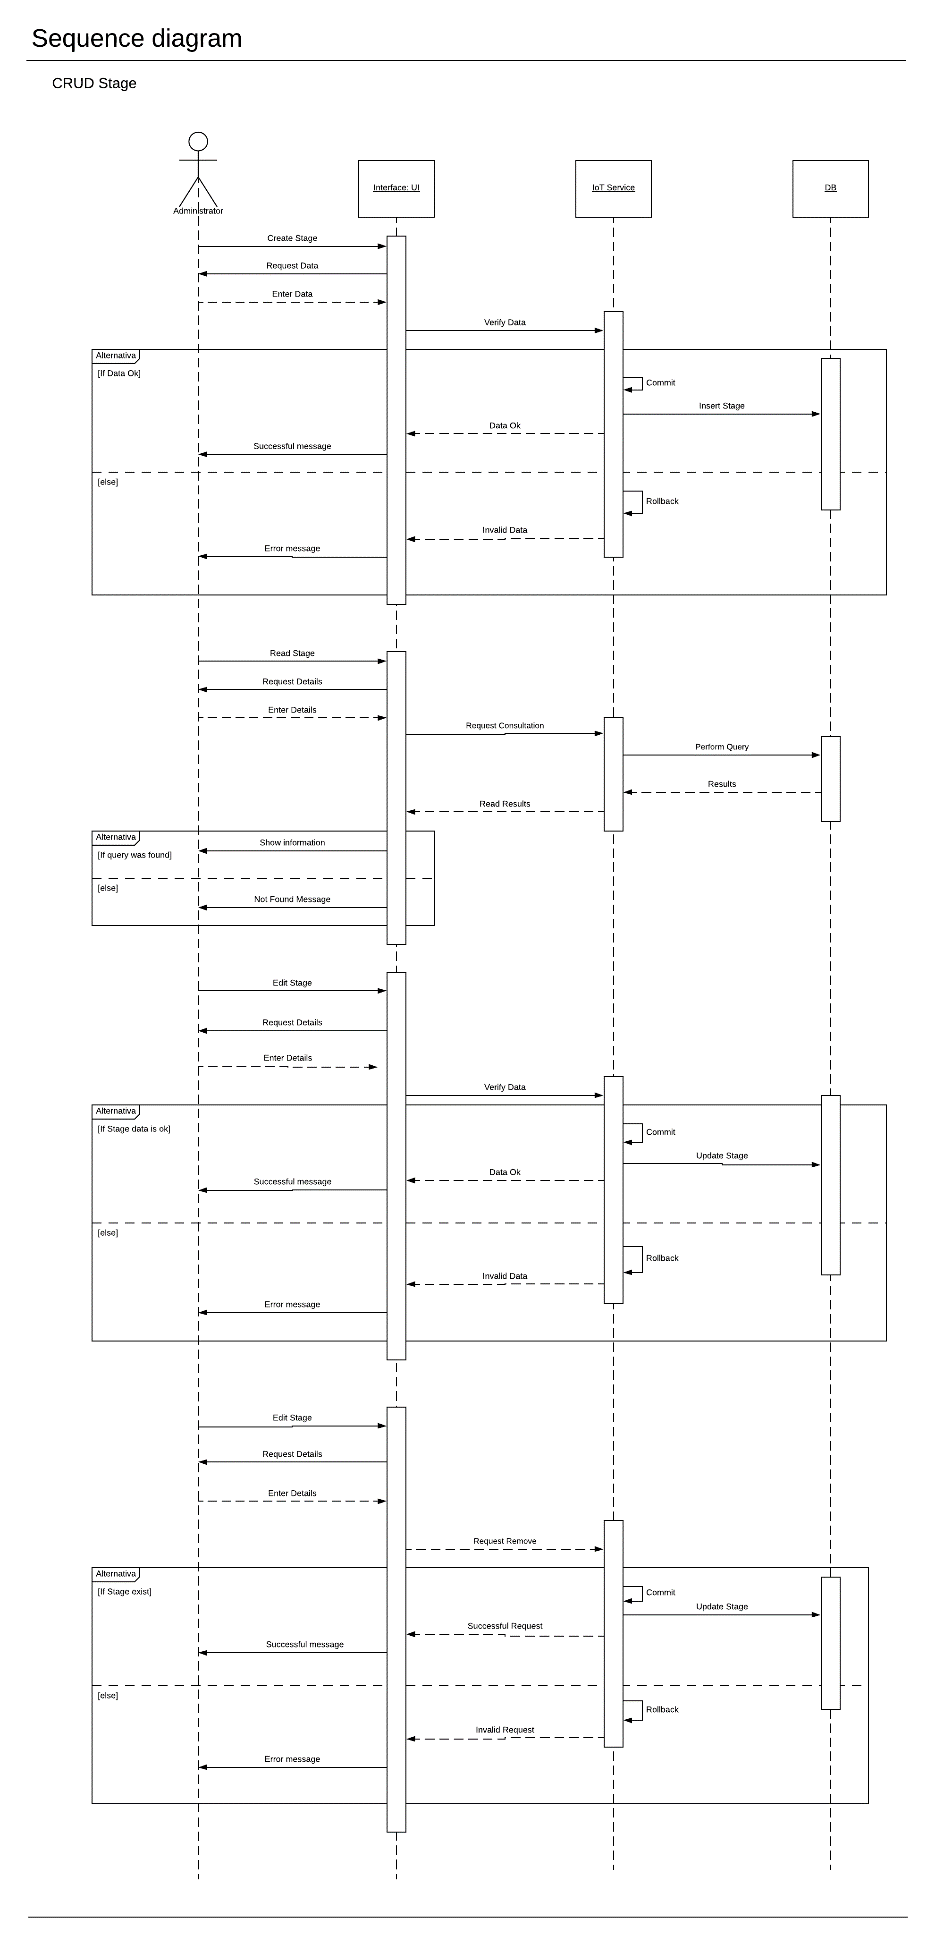 Sequence diagram
CRUD Stage
Administrator
Interface: UI
IoT Service
DB
Create Stage
Request Data
Enter Data
Verify Data
Alternativa
[If Data Ok]
Commit
Insert Stage
Data Ok
Successful message
[else]
Rollback
Invalid Data
Error message
Read Stage
Request Details
Enter Details
Request Consultation
Perform Query
Results
Read Results
Alternativa
Show information
[If query was found]
[else]
Not Found Message
Edit Stage
Request Details
Enter Details
Verify Data
Alternativa
[If Stage data is ok]
Commit
Update Stage
Data Ok
Successful message
[else]
Rollback
Invalid Data
Error message
Edit Stage
Request Details
Enter Details
Request Remove
Alternativa
[If Stage exist]
Commit
Update Stage
Successful Request
Successful message
[else]
Rollback
Invalid Request
Error message